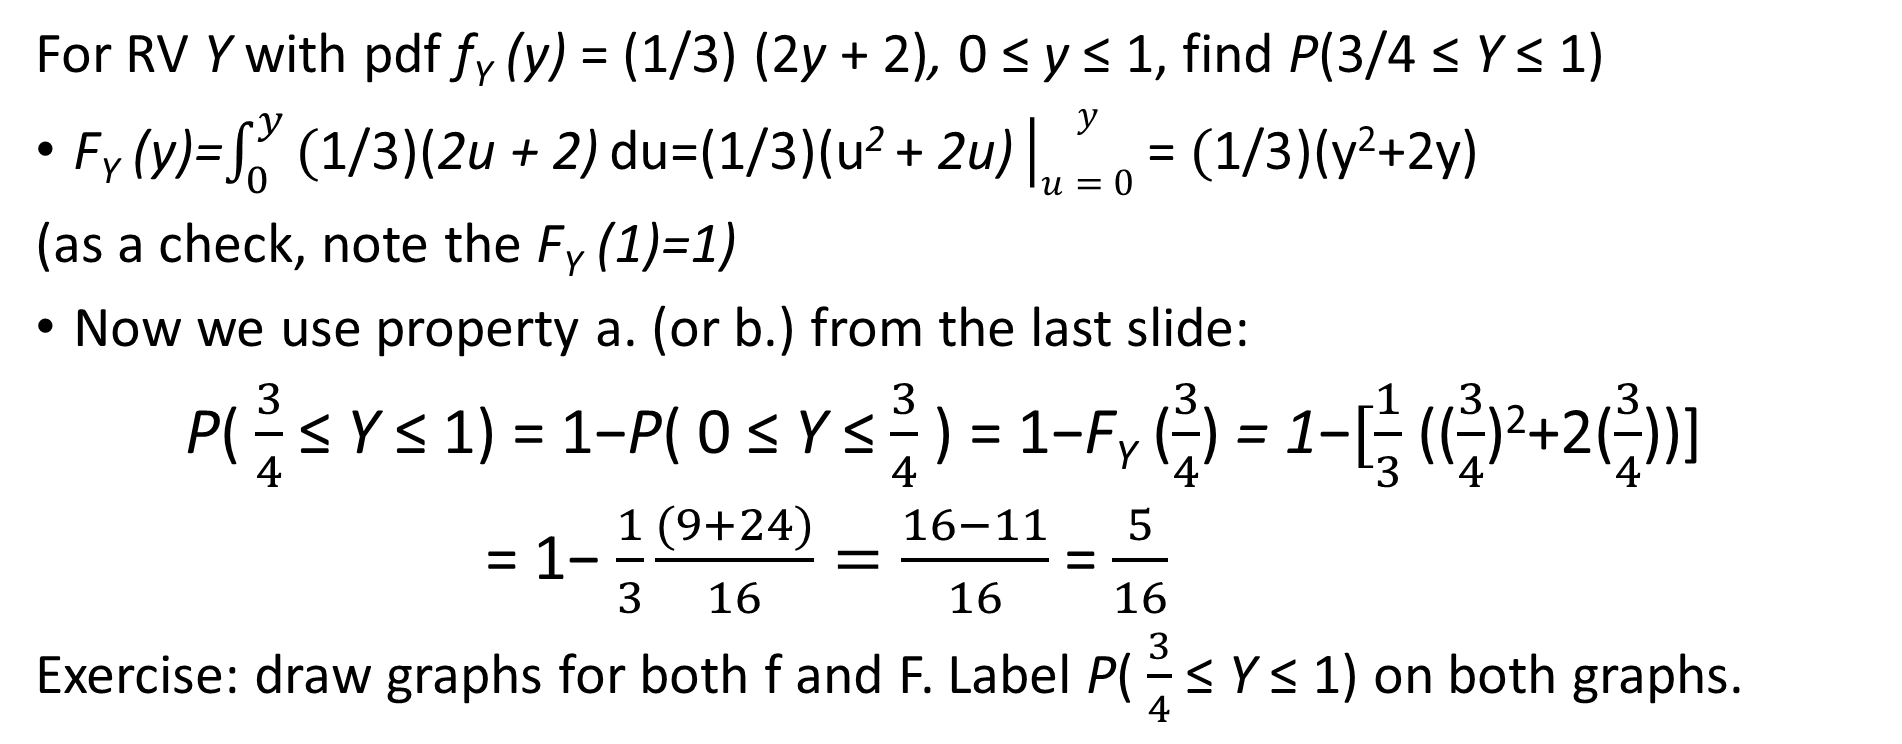 For RV Y with pdf f_Y (y) = (1/3) (2y + 2), 0 ≤ y ≤ 1, find P(3/4 ≤ Y ≤ 1)
• F_Y (y)=∫_0^y (1/3)(2u + 2) du=(1/3)(u² + 2u) |_{u = 0}^y = (1/3)(y²+2y)
(as a check, note the F_Y (1)=1)
• Now we use property a. (or b.) from the last slide:
P( 3/4 ≤ Y ≤ 1) = 1−P( 0 ≤ Y ≤ 3/4 ) = 1−F_Y (3/4) = 1−[1/3 ((3/4)²+2(3/4))]
= 1− 1/3 (9+24)/16 = 16−11/16 = 5/16
Exercise: draw graphs for both f and F. Label P( 3/4 ≤ Y ≤ 1) on both graphs.